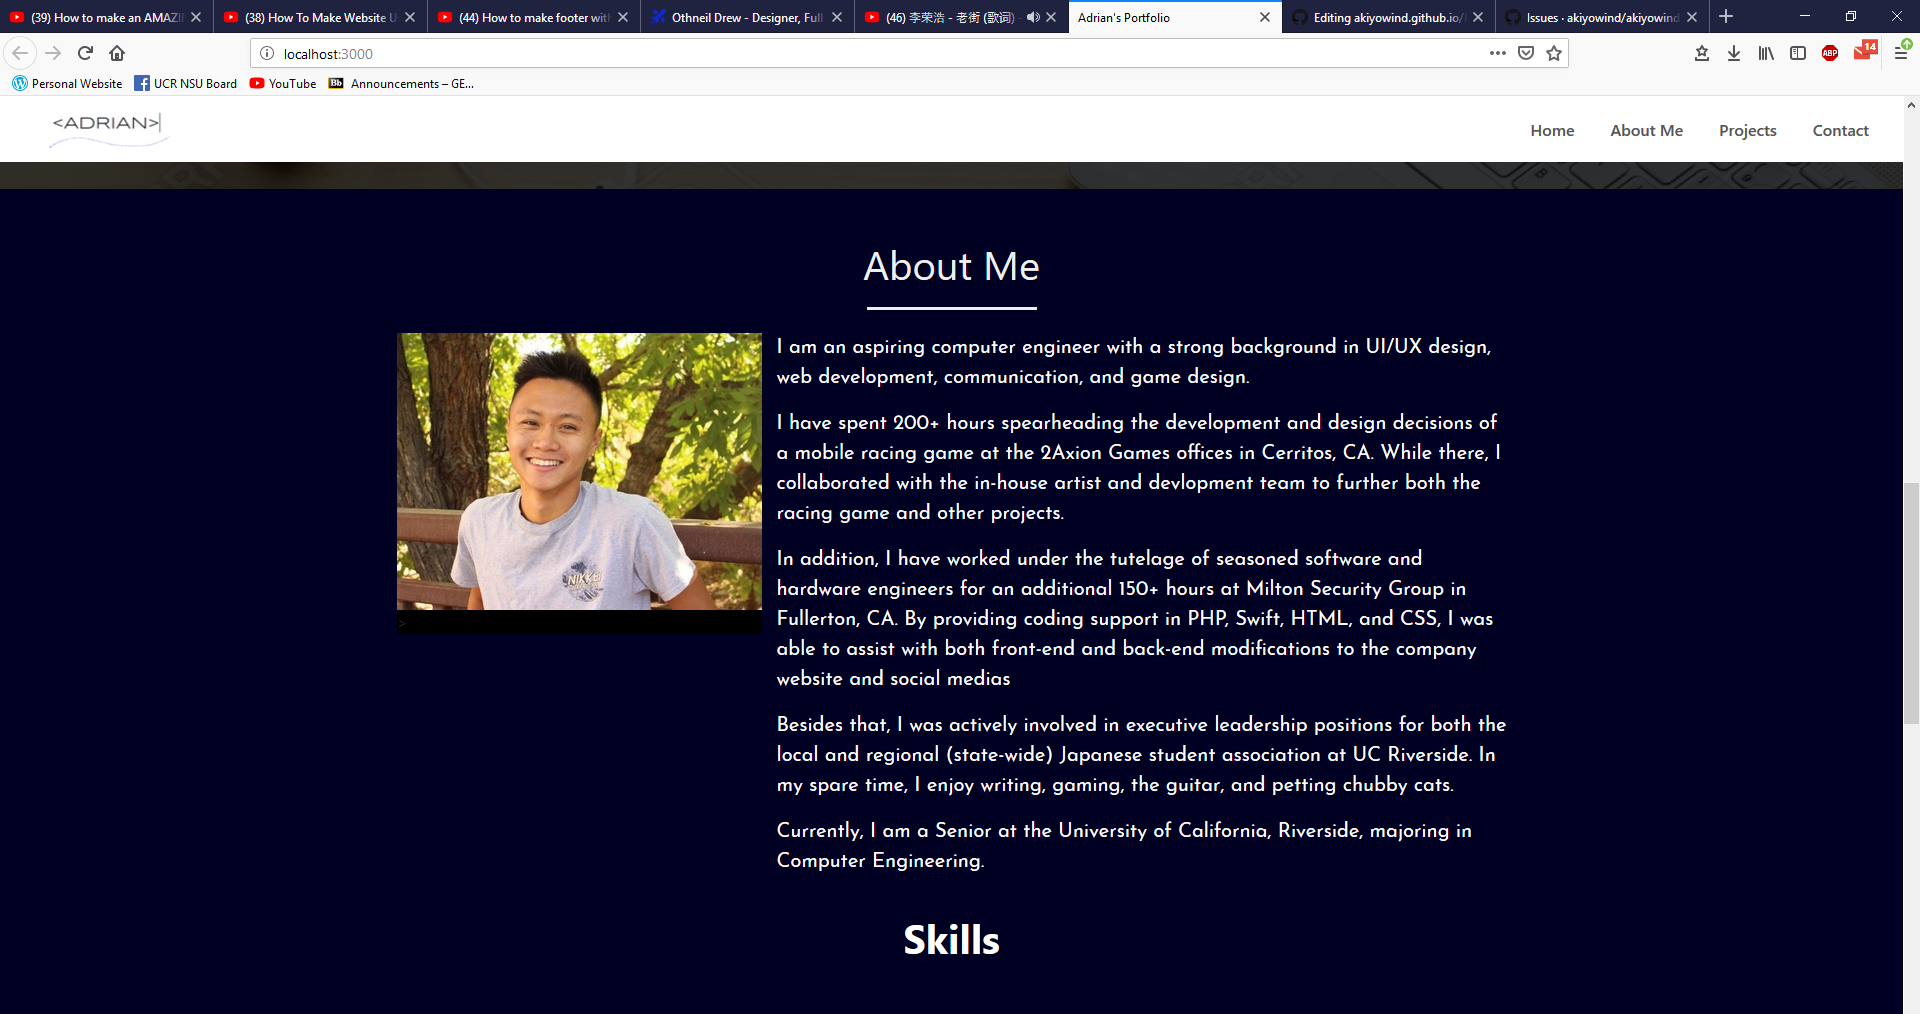 (39) How to make an AMAZI
(38) How To Make Website U
(44) How to make footer with
Othneil Drew - Designer, Full
(46) 李荣浩 - 老街 (歌词) -
Adrian's Portfolio
Editing akiyowind.github.io/
Issues · akiyowind/akiyowind
localhost:3000
ABP
14
Personal Website
UCR NSU Board
YouTube
Bb
Announcements – GE...
<ADRIAN>|
Home
About Me
Projects
Contact
About Me
I am an aspiring computer engineer with a strong background in UI/UX design,
web development, communication, and game design.
I have spent 200+ hours spearheading the development and design decisions of
a mobile racing game at the 2Axion Games offices in Cerritos, CA. While there, I
collaborated with the in-house artist and devlopment team to further both the
racing game and other projects.
In addition, I have worked under the tutelage of seasoned software and
hardware engineers for an additional 150+ hours at Milton Security Group in
Fullerton, CA. By providing coding support in PHP, Swift, HTML, and CSS, I was
able to assist with both front-end and back-end modifications to the company
website and social medias
Besides that, I was actively involved in executive leadership positions for both the
local and regional (state-wide) Japanese student association at UC Riverside. In
my spare time, I enjoy writing, gaming, the guitar, and petting chubby cats.
Currently, I am a Senior at the University of California, Riverside, majoring in
Computer Engineering.
NIKKEI
>
Skills